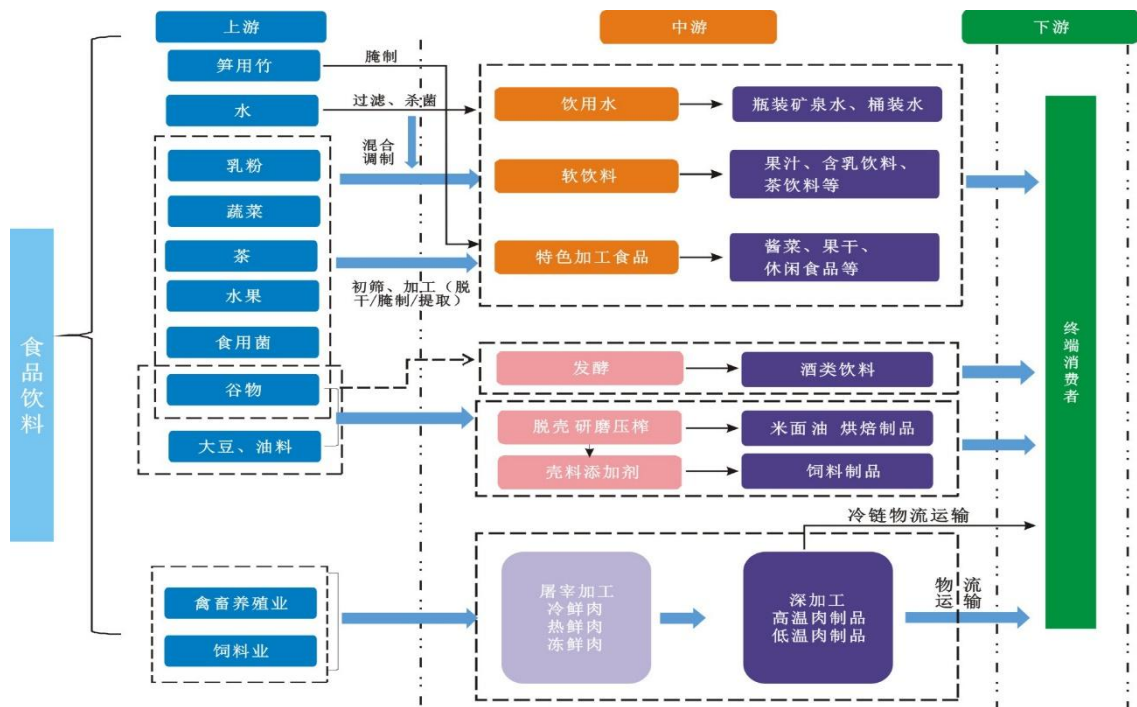 上游
中游
下游
笋用竹
腌制
水
过滤、杀菌
饮用水
瓶装矿泉水、桶装水
混合
调制
乳粉
软饮料
果汁、含乳饮料、
茶饮料等
蔬菜
茶
特色加工食品
酱菜、果干、
休闲食品等
初筛、加工（脱
干/腌制/提取）
水果
食用菌
食品饮料
终端消费者
谷物
发酵
酒类饮料
大豆、油料
脱壳 研磨压榨
米面油 烘焙制品
壳料添加剂
饲料制品
冷链物流运输
禽畜养殖业
饲料业
屠宰加工
冷鲜肉
热鲜肉
冻鲜肉
深加工
高温肉制品
低温肉制品
物流
运输